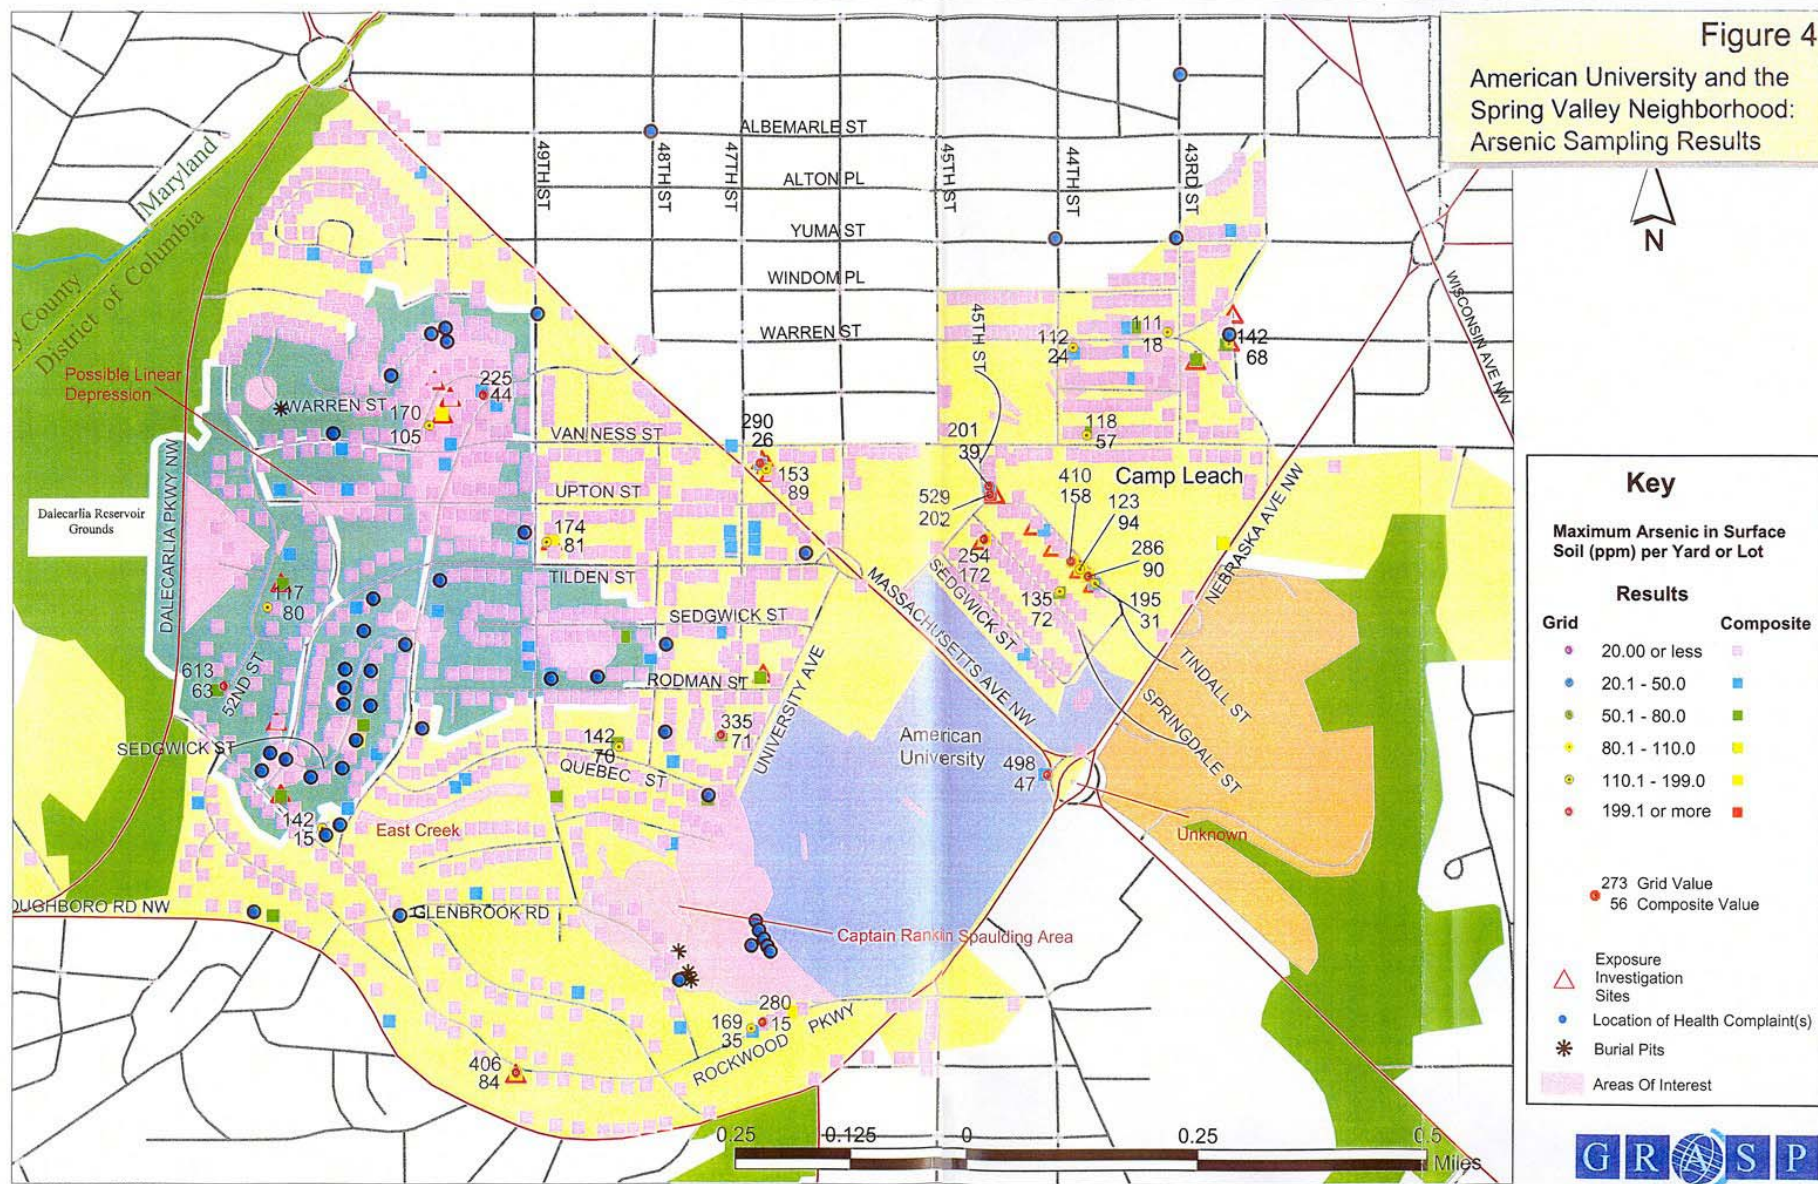 Figure 4
American University and the
Spring Valley Neighborhood:
Arsenic Sampling Results
N
Maryland
County
District of Columbia
ALBEMARLE ST
ALTON PL
YUMA ST
WINDOM PL
WARREN ST
49TH ST
48TH ST
47TH ST
45TH ST
44TH ST
43RD ST
45TH ST
WISCONSIN AVE NW
Possible Linear
Depression
WARREN ST
225
44
170
105
VAN NESS ST
290
26
153
89
UPTON ST
174
81
TILDEN ST
SEDGWICK ST
RODMAN ST
112
24
111
18
142
68
118
57
201
39
529
202
410
158
Camp Leach
123
94
286
90
254
172
135
72
195
31
SEDGWICK ST
TINDALL ST
SPRINGDALE ST
MASSACHUSETTS AVE NW
NEBRASKA AVE NW
Dalecarlia Reservoir
Grounds
DALECARLIA PKWY NW
117
80
613
63
52ND ST
SEDGWICK ST
142
15
East Creek
142
70
QUEBEC ST
335
71
UNIVERSITY AVE
American
University
498
47
Unknown
OUGHBORO RD NW
GLENBROOK RD
Captain Rankin Spaulding Area
280
15
169
35
ROCKWOOD PKWY
406
84
0.25
0.125
0
0.25
0.5
Miles
Key
Maximum Arsenic in Surface
Soil (ppm) per Yard or Lot
Results
Grid
Composite
20.00 or less
20.1 - 50.0
50.1 - 80.0
80.1 - 110.0
110.1 - 199.0
199.1 or more
273 Grid Value
56 Composite Value
Exposure
Investigation
Sites
Location of Health Complaint(s)
Burial Pits
Areas Of Interest
GRASP